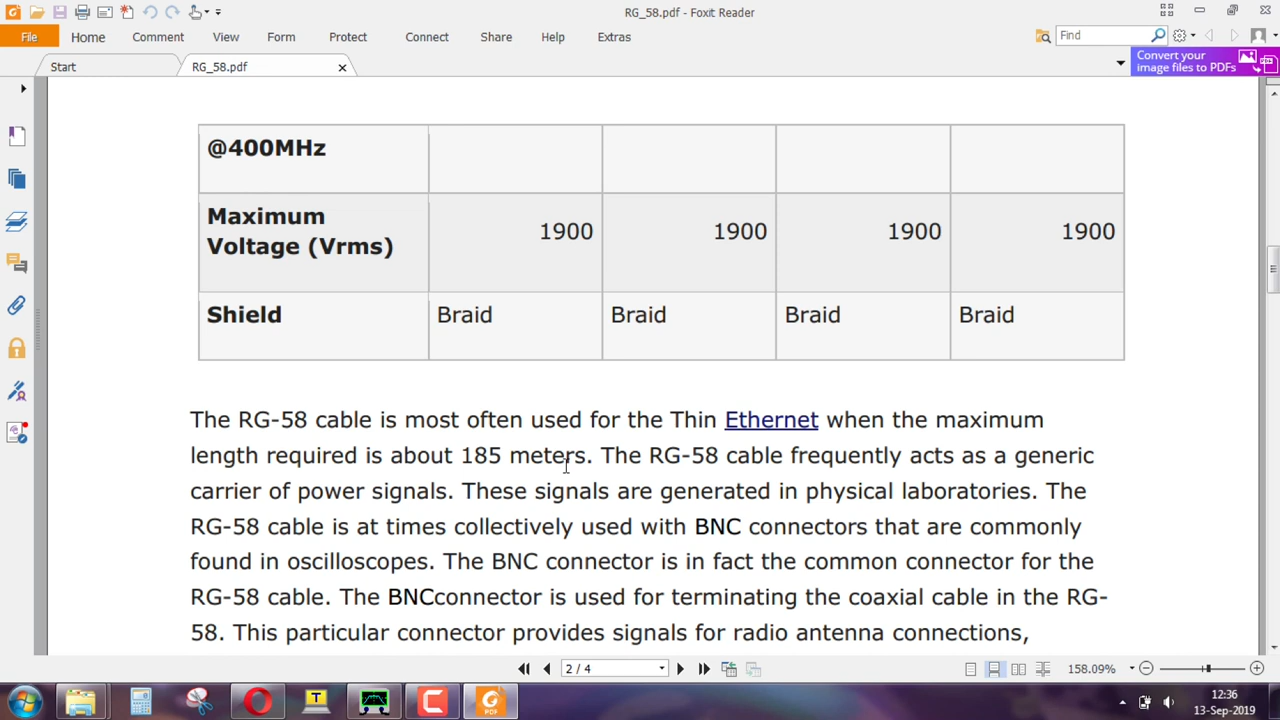 RG_58.pdf - Foxit Reader
File Home Comment View Form Protect Connect Share Help Extras
Find
Start RG_58.pdf
Convert your
image files to PDFs
@400MHz
Maximum
Voltage (Vrms) 1900 1900 1900 1900
Shield Braid Braid Braid Braid
The RG-58 cable is most often used for the Thin Ethernet when the maximum
length required is about 185 meters. The RG-58 cable frequently acts as a generic
carrier of power signals. These signals are generated in physical laboratories. The
RG-58 cable is at times collectively used with BNC connectors that are commonly
found in oscilloscopes. The BNC connector is in fact the common connector for the
RG-58 cable. The BNCconnector is used for terminating the coaxial cable in the RG-
58. This particular connector provides signals for radio antenna connections,
2 / 4
158.09%
12:36
13-Sep-2019